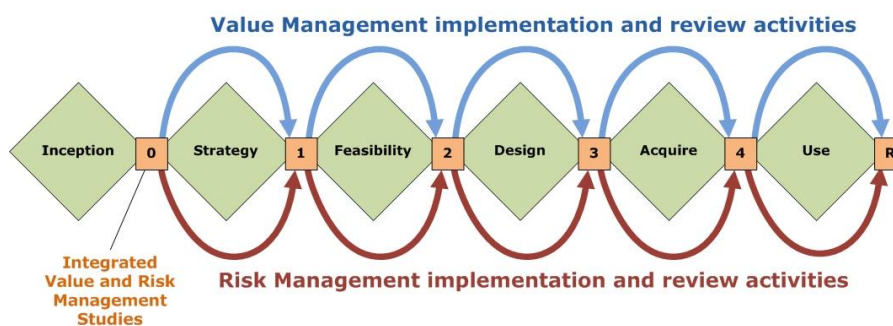 Value Management implementation and review activities
Inception
0
Strategy
1
Feasibility
2
Design
3
Acquire
4
Use
R
Integrated
Value and Risk
Management
Studies
Risk Management implementation and review activities